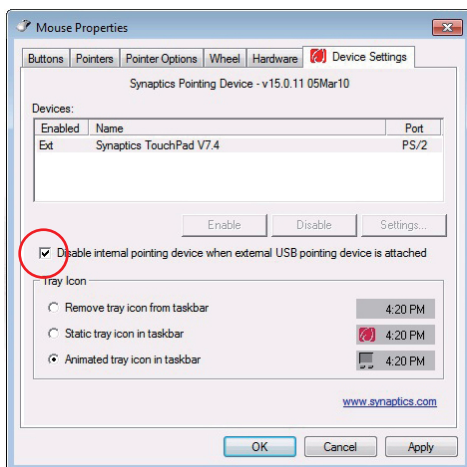 Mouse Properties
Buttons Pointers Pointer Options Wheel Hardware Device Settings
Synaptics Pointing Device - v15.0.11 05Mar10
Devices:
Enabled Name Port
Ext Synaptics TouchPad V7.4 PS/2
Enable Disable Settings...
Disable internal pointing device when external USB pointing device is attached
Tray Icon
Remove tray icon from taskbar 4:20 PM
Static tray icon in taskbar 4:20 PM
Animated tray icon in taskbar 4:20 PM
www.synaptics.com
OK Cancel Apply